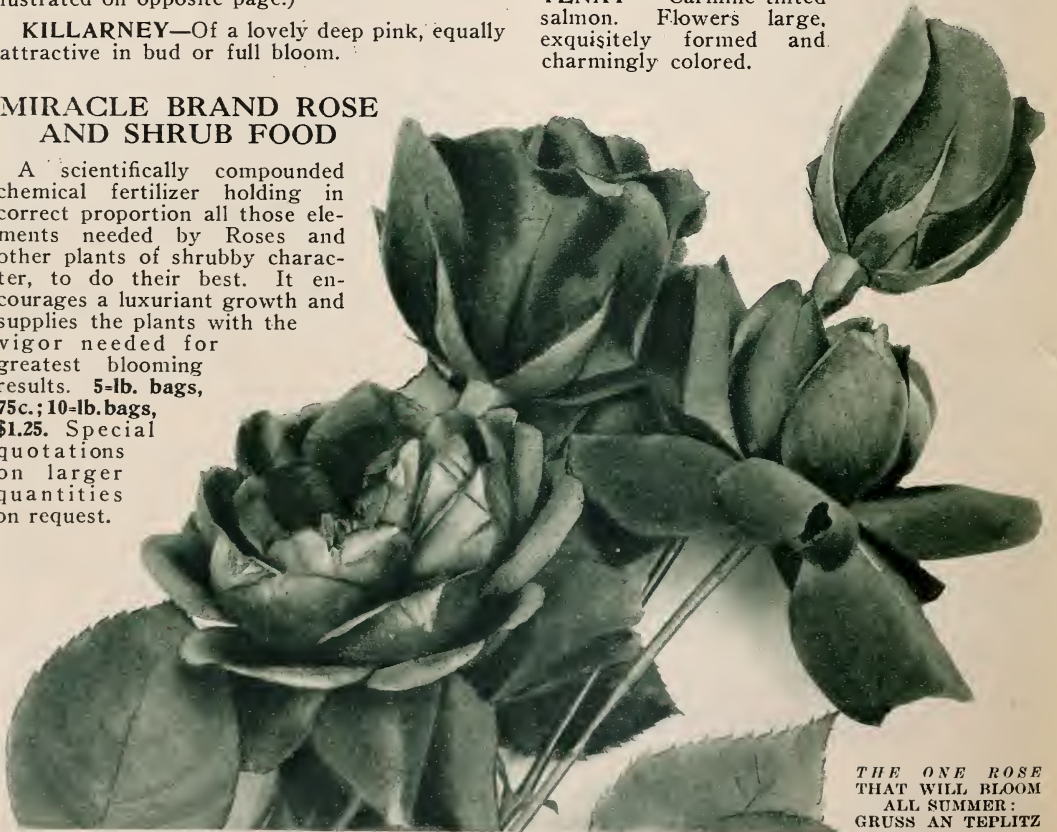 KILLARNEY—Of a lovely deep pink, equally
attractive in bud or full bloom.
MIRACLE BRAND ROSE
AND SHRUB FOOD
A scientifically compounded
chemical fertilizer holding in
correct proportion all those ele-
ments needed by Roses and
other plants of shrubby charac-
ter, to do their best. It en-
courages a luxuriant growth and
supplies the plants with the
vigor needed for
greatest blooming
results. 5-lb. bags,
75c.; 10-lb. bags,
$1.25. Special
quotations
on larger
quantities
on request.
salmon. Flowers large,
exquisitely formed and
charmingly colored.
THE ONE ROSE
THAT WILL BLOOM
ALL SUMMER:
GRUSS AN TEPLITZ